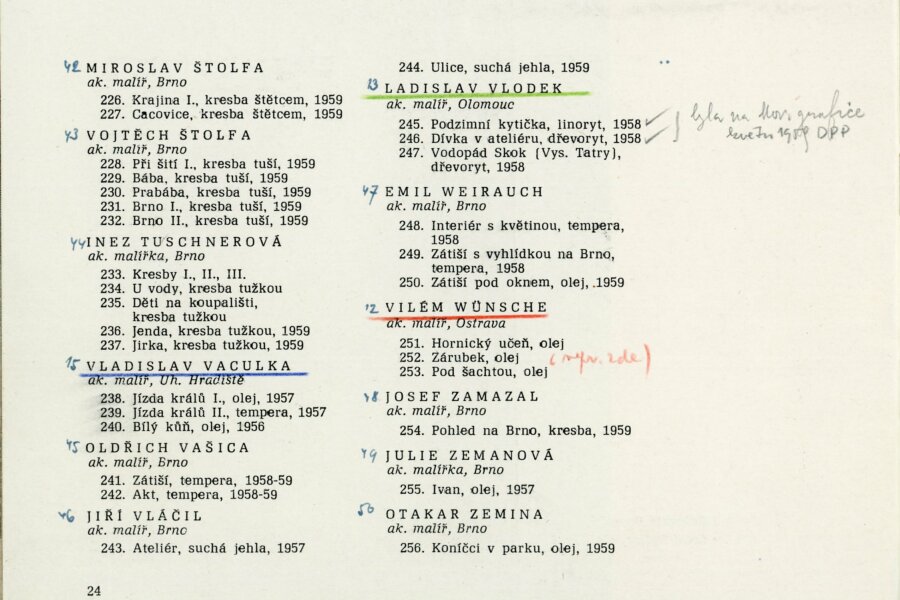 42 MIROSLAV ŠTOLFA
ak. malíř, Brno
226. Krajina I., kresba štětcem, 1959
227. Cacovice, kresba štětcem, 1959
43 VOJTĚCH ŠTOLFA
ak. malíř, Brno
228. Při šití I., kresba tuší, 1959
229. Bába, kresba tuší, 1959
230. Prabába, kresba tuší, 1959
231. Brno I., kresba tuší, 1959
232. Brno II., kresba tuší, 1959
44 INEZ TUSCHNEROVÁ
ak. malířka, Brno
233. Kresby I., II., III.
234. U vody, kresba tužkou
235. Děti na koupališti,
kresba tužkou
236. Jenda, kresba tužkou, 1959
237. Jirka, kresba tužkou, 1959
15 VLADISLAV VACULKA
ak. malíř, Uh. Hradiště
238. Jízda králů I., olej, 1957
239. Jízda králů II., tempera, 1957
240. Bílý kůň, olej, 1956
45 OLDŘICH VAŠICA
ak. malíř, Brno
241. Zátiší, tempera, 1958-59
242. Akt, tempera, 1958-59
46 JIŘÍ VLÁČIL
ak. malíř, Brno
243. Ateliér, suchá jehla, 1957
24
244. Ulice, suchá jehla, 1959
13 LADISLAV VLODEK
ak. malíř, Olomouc
245. Podzimní kytička, linoryt, 1958
246. Dívka v ateliéru, dřevoryt, 1958
247. Vodopád Skok (Vys. Tatry),
dřevoryt, 1958
byla na Nové grafice
květen 1959 DPP
47 EMIL WEIRAUCH
ak. malíř, Brno
248. Interiér s květinou, tempera,
1958
249. Zátiší s vyhlídkou na Brno,
tempera, 1958
250. Zátiší pod oknem, olej, 1959
12 VILÉM WÜNSCHE
ak. malíř, Ostrava
251. Hornický učeň, olej
252. Zárubek, olej (repr. zde)
253. Pod šachtou, olej
48 JOSEF ZAMAZAL
ak. malíř, Brno
254. Pohled na Brno, kresba, 1959
49 JULIE ZEMANOVÁ
ak. malířka, Brno
255. Ivan, olej, 1957
50 OTAKAR ZEMINA
ak. malíř, Brno
256. Koníčci v parku, olej, 1959